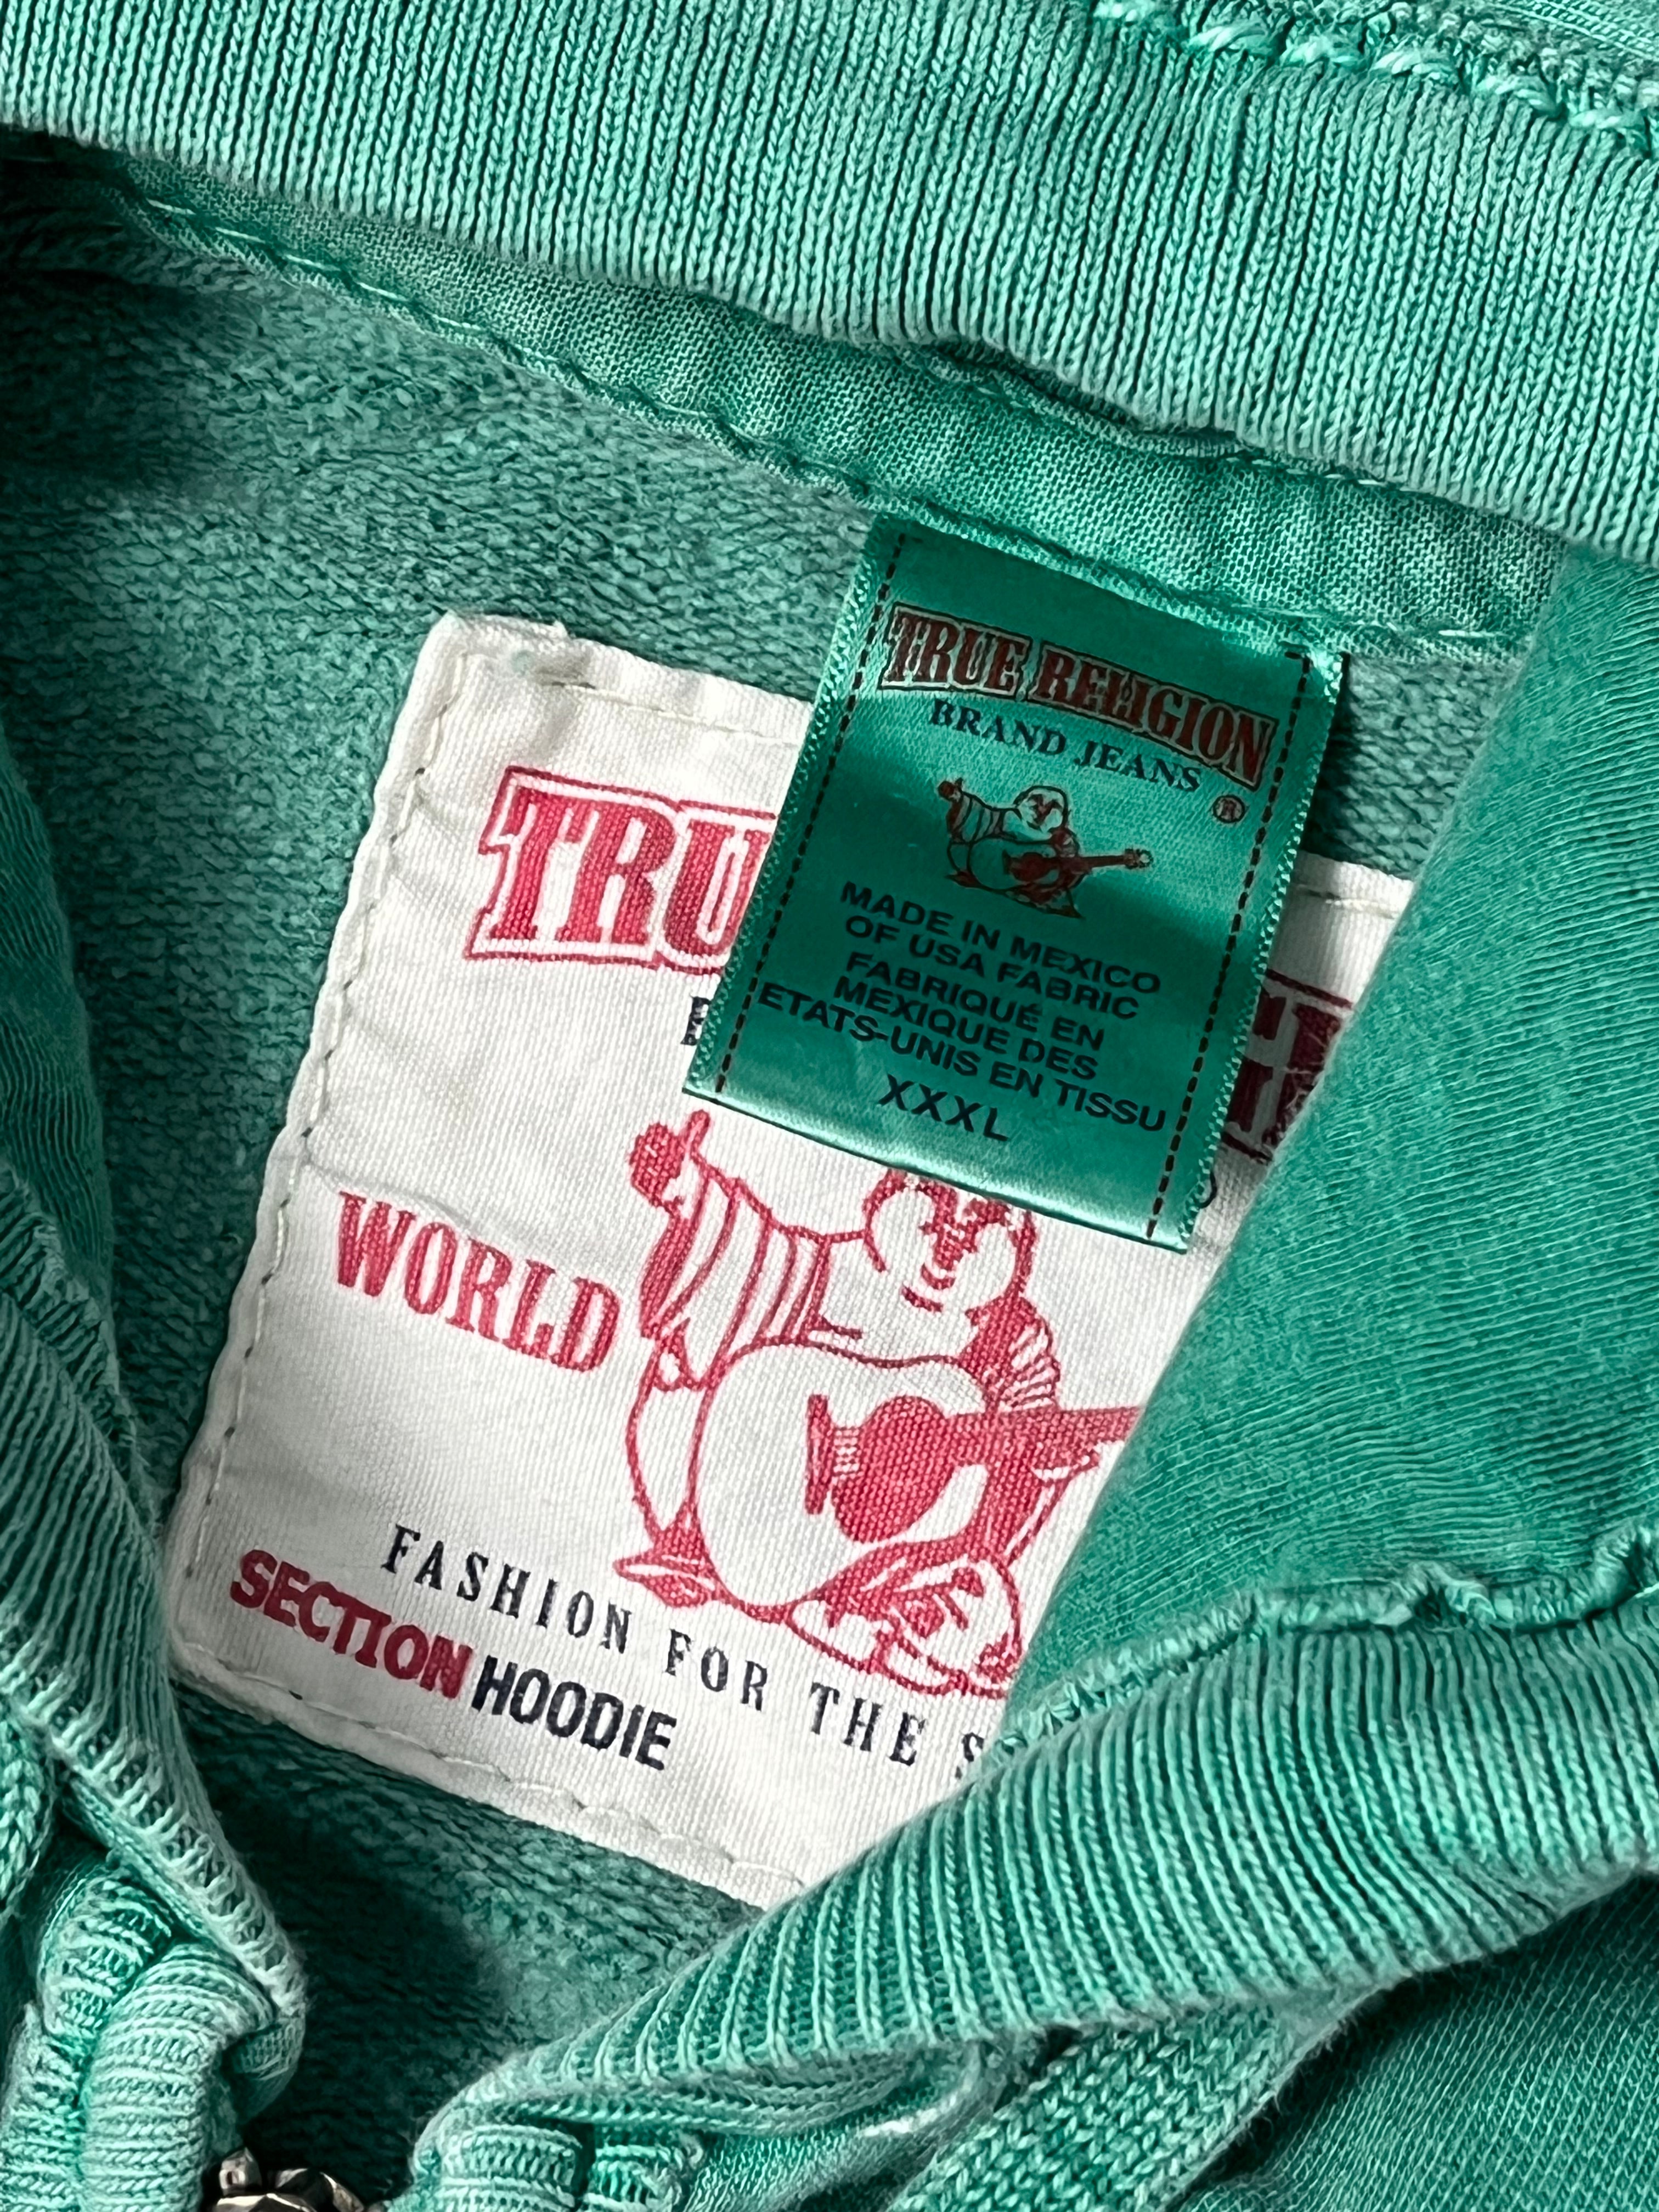 TRUE RELIGION
BRAND JEANS
®
MADE IN MEXICO
OF USA FABRIC
FABRIQUÉ EN
MEXIQUE DES
ETATS-UNIS EN TISSU
XXXL
WORLD
FASHION FOR THE
SECTION HOODIE